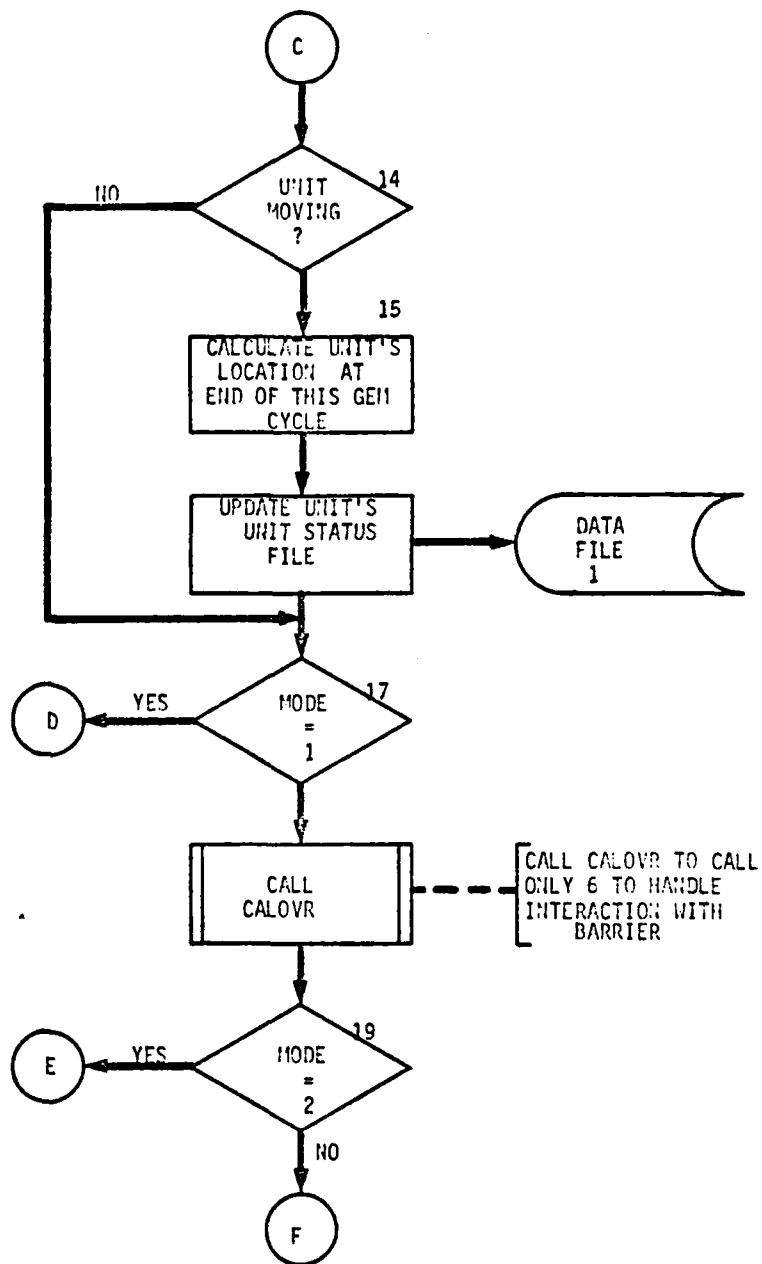 C
14
UNIT
MOVING
?
NO
15
CALCULATE UNIT'S
LOCATION AT
END OF THIS GEM
CYCLE
UPDATE UNIT'S
UNIT STATUS
FILE
DATA
FILE
1
17
MODE
=
1
YES
D
CALL
CALOVR
CALL CALOVR TO CALL
ONLY 6 TO HANDLE
INTERACTION WITH
BARRIER
19
MODE
=
2
YES
E
NO
F